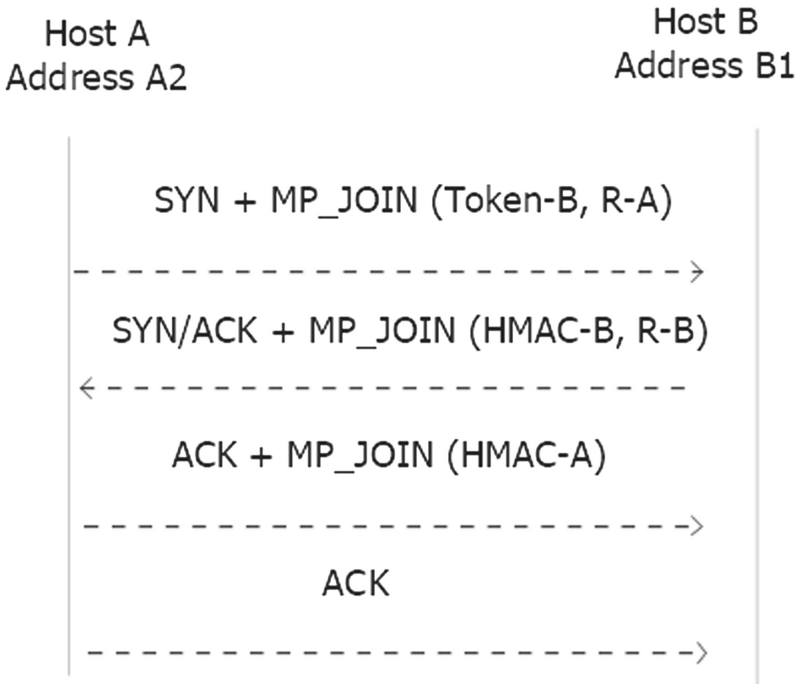 Host A
Address A2
Host B
Address B1
SYN + MP_JOIN (Token-B, R-A)
SYN/ACK + MP_JOIN (HMAC-B, R-B)
ACK + MP_JOIN (HMAC-A)
ACK